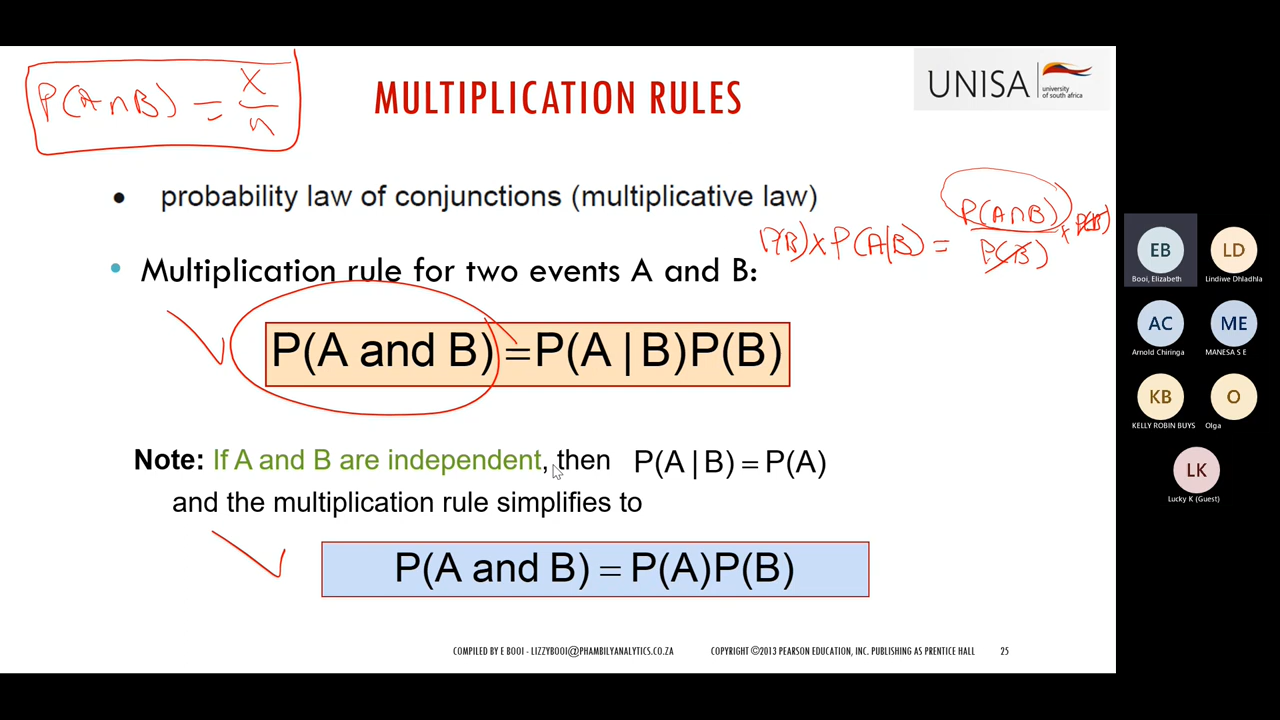 P(A∩B) = x/n
MULTIPLICATION RULES
UNISA
university
of south africa
• probability law of conjunctions (multiplicative law)
P(B) x P(A|B) = P(A∩B)/P(B) x P(B)
• Multiplication rule for two events A and B:
P(A and B) = P(A | B)P(B)
Note: If A and B are independent, then P(A | B) = P(A)
and the multiplication rule simplifies to
P(A and B) = P(A)P(B)
COMPILED BY E BOOI - LIZZYBOOI@PHAMBILYANALYTICS.CO.ZA
COPYRIGHT ©2013 PEARSON EDUCATION, INC. PUBLISHING AS PRENTICE HALL
25
EB
Booi, Elizabeth
LD
Lindiwe Dhladhla
AC
Arnold Chiringa
ME
MANESA S E
KB
KELLY ROBIN BUYS
O
Olga
LK
Lucky K (Guest)